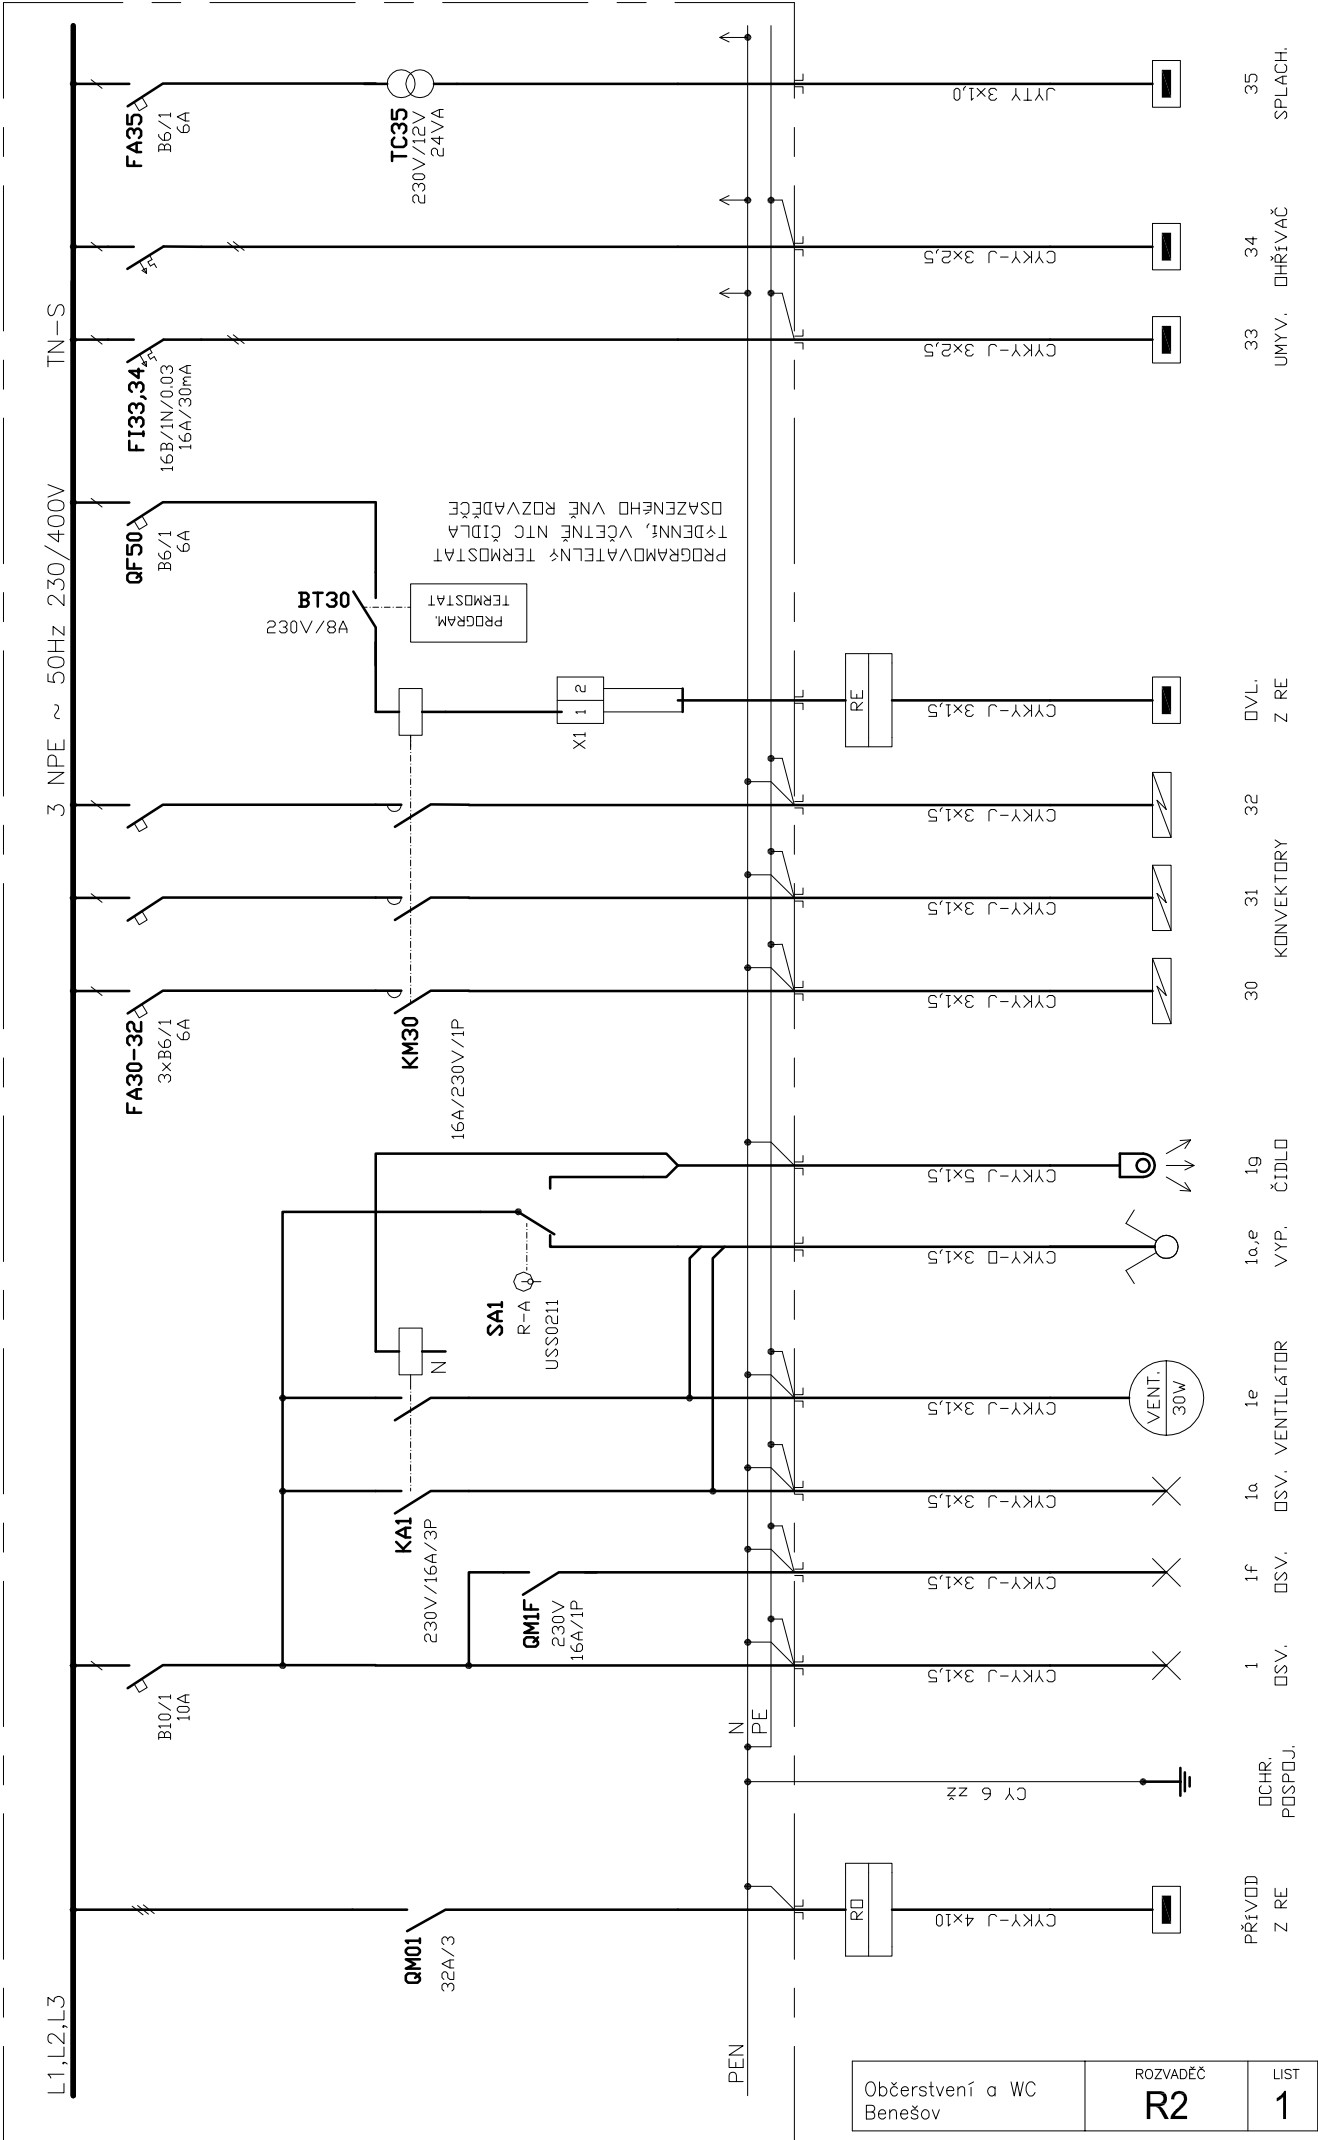 L1,L2,L3
3 NPE ~ 50Hz 230/400V
TN-S
QM01
32A/3
B10/1
10A
QM1F
230V
16A/1P
KA1
230V/16A/3P
N
SA1
R-A
USS0211
FA30-32
3xB6/1
6A
KM30
16A/230V/1P
QF50
B6/1
6A
BT30
230V/8A
PROGRAM.
TERMOSTAT
PROGRAMOVATELNÝ TERMOSTAT
TÝDENNÍ, VČETNĚ NTC ČIDLA
OSAZENÉHO VNĚ ROZVADĚČE
X1
1
2
FI33,34
16B/1N/0.03
16A/30mA
FA35
B6/1
6A
TC35
230V/12V
24VA
PEN
N
PE
RO
RE
CYKY-J 4x10
CY 6 zž
CYKY-J 3x1,5
CYKY-J 3x1,5
CYKY-J 3x1,5
CYKY-J 3x1,5
CYKY-O 3x1,5
CYKY-J 5x1,5
CYKY-J 3x1,5
CYKY-J 3x1,5
CYKY-J 3x1,5
CYKY-J 3x1,5
CYKY-J 3x2,5
CYKY-J 3x2,5
JYTY 3x1,0
VENT.
30W
PŘÍVOD
Z RE
OCHR.
POSPOJ.
1
OSV.
1f
OSV.
1a
OSV.
1e
VENTILÁTOR
1a,e
VYP.
1g
ČIDLO
30
31
32
KONVEKTORY
OVL.
Z RE
33
UMYV.
34
OHŘÍVAČ
35
SPLACH.
Občerstvení a WC
Benešov
ROZVADĚČ
R2
LIST
1